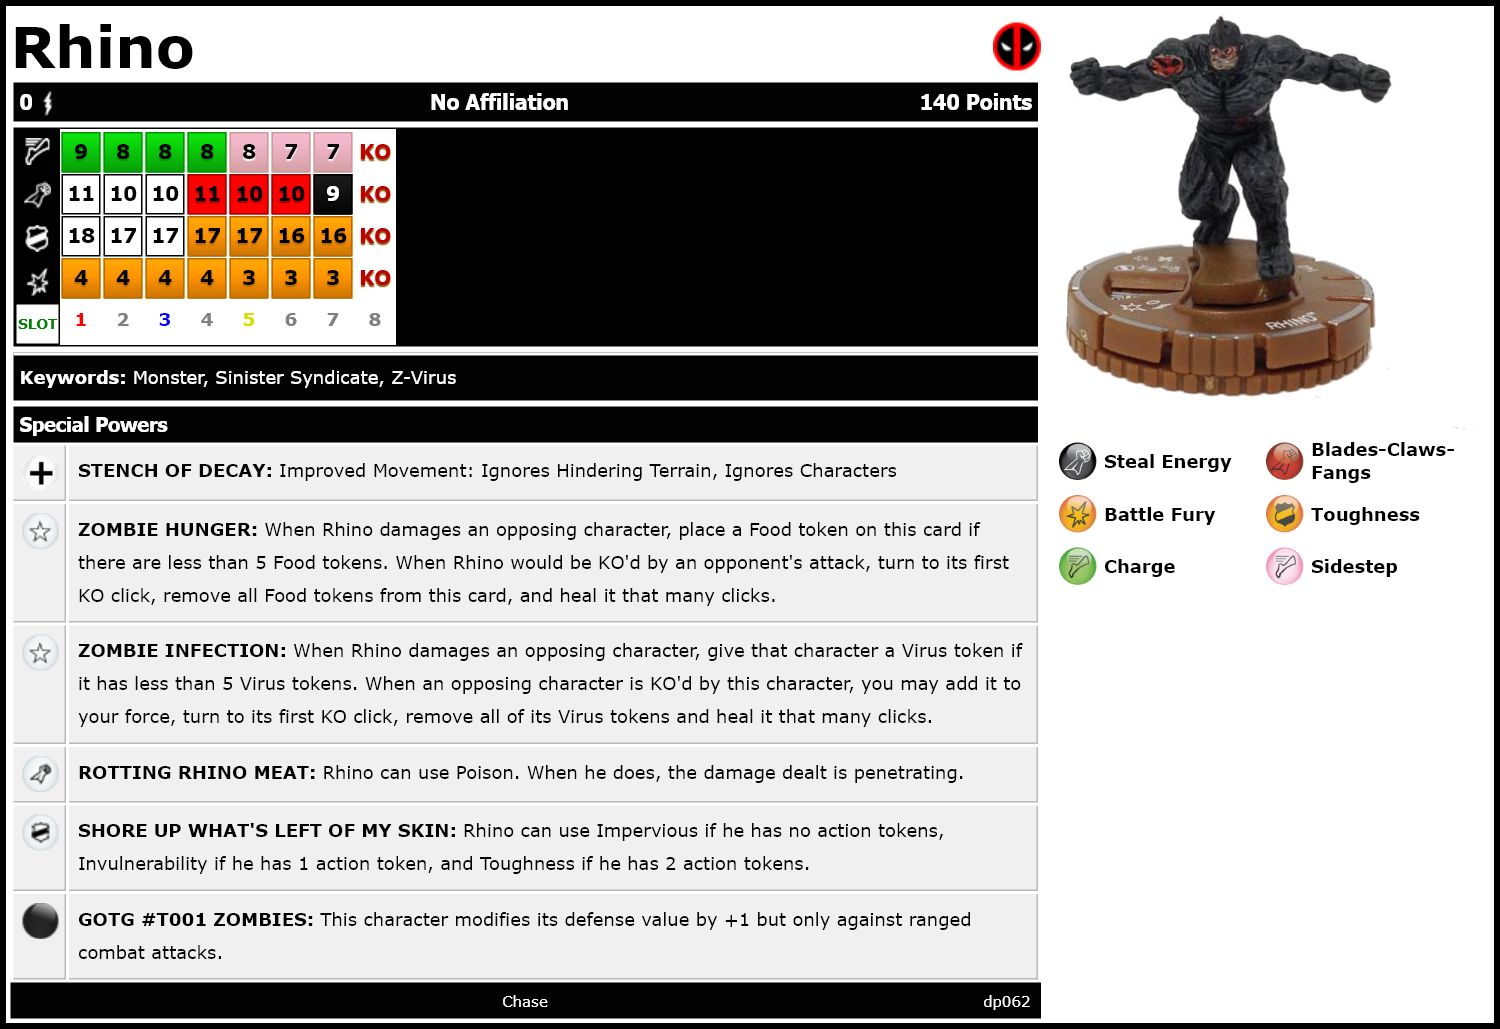 Rhino
0 No Affiliation 140 Points
9 8 8 8 8 7 7 KO
11 10 10 11 10 10 9 KO
18 17 17 17 17 16 16 KO
4 4 4 4 3 3 3 KO
SLOT 1 2 3 4 5 6 7 8
Keywords: Monster, Sinister Syndicate, Z-Virus
Special Powers
STENCH OF DECAY: Improved Movement: Ignores Hindering Terrain, Ignores Characters
ZOMBIE HUNGER: When Rhino damages an opposing character, place a Food token on this card if
there are less than 5 Food tokens. When Rhino would be KO'd by an opponent's attack, turn to its first
KO click, remove all Food tokens from this card, and heal it that many clicks.
ZOMBIE INFECTION: When Rhino damages an opposing character, give that character a Virus token if
it has less than 5 Virus tokens. When an opposing character is KO'd by this character, you may add it to
your force, turn to its first KO click, remove all of its Virus tokens and heal it that many clicks.
ROTTING RHINO MEAT: Rhino can use Poison. When he does, the damage dealt is penetrating.
SHORE UP WHAT'S LEFT OF MY SKIN: Rhino can use Impervious if he has no action tokens,
Invulnerability if he has 1 action token, and Toughness if he has 2 action tokens.
GOTG #T001 ZOMBIES: This character modifies its defense value by +1 but only against ranged
combat attacks.
Chase dp062
RHINO
Steal Energy
Blades-Claws-
Fangs
Battle Fury
Toughness
Charge
Sidestep